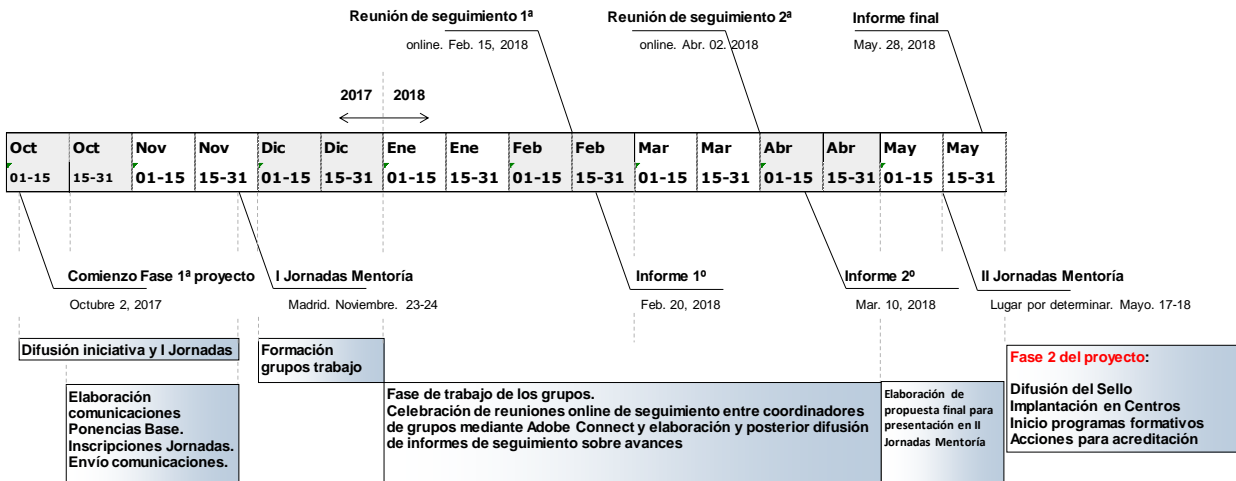 Reunión de seguimiento 1ª
online. Feb. 15, 2018
Reunión de seguimiento 2ª
online. Abr. 02. 2018
Informe final
May. 28, 2018
2017 2018
Oct Oct Nov Nov Dic Dic Ene Ene Feb Feb Mar Mar Abr Abr May May
01-15 15-31 01-15 15-31 01-15 15-31 01-15 15-31 01-15 15-31 01-15 15-31 01-15 15-31 01-15 15-31
Comienzo Fase 1ª proyecto
Octubre 2, 2017
I Jornadas Mentoría
Madrid. Noviembre. 23-24
Informe 1º
Feb. 20, 2018
Informe 2º
Mar. 10, 2018
II Jornadas Mentoría
Lugar por determinar. Mayo. 17-18
Difusión iniciativa y I Jornadas
Elaboración
comunicaciones
Ponencias Base.
Inscripciones Jornadas.
Envío comunicaciones.
Formación
grupos trabajo
Fase de trabajo de los grupos.
Celebración de reuniones online de seguimiento entre coordinadores
de grupos mediante Adobe Connect y elaboración y posterior difusión
de informes de seguimiento sobre avances
Elaboración de
propuesta final para
presentación en II
Jornadas Mentoría
Fase 2 del proyecto:
Difusión del Sello
Implantación en Centros
Inicio programas formativos
Acciones para acreditación